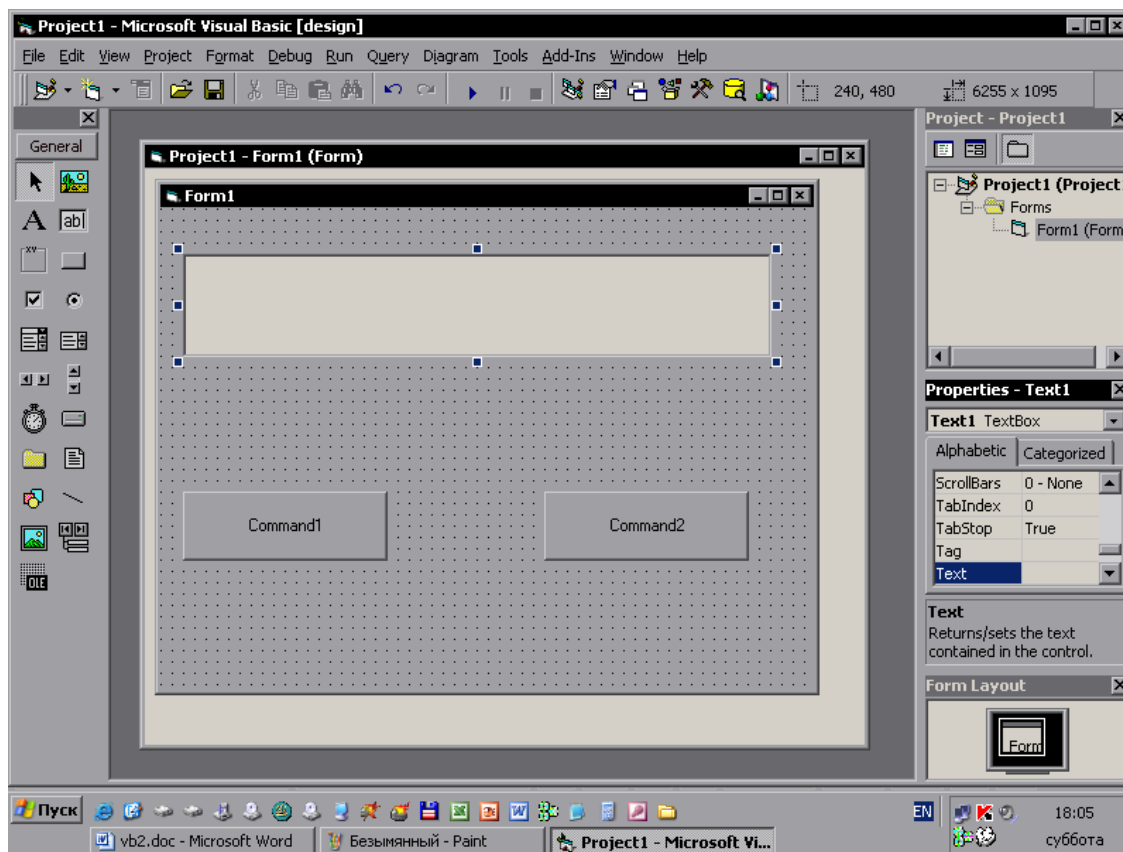 Project1 - Microsoft Visual Basic [design]
File Edit View Project Format Debug Run Query Diagram Tools Add-Ins Window Help
240, 480
6255 x 1095
General
A
ab|
xv
OLE
Project1 - Form1 (Form)
Form1
Command1
Command2
Project - Project1
Project1 (Project
Forms
Form1 (Form
Properties - Text1
Text1 TextBox
Alphabetic Categorized
ScrollBars 0 - None
TabIndex 0
TabStop True
Tag
Text
Text
Returns/sets the text
contained in the control.
Form Layout
Form
Пуск
EN
18:05
vb2.doc - Microsoft Word
Безымянный - Paint
Project1 - Microsoft Vi...
суббота